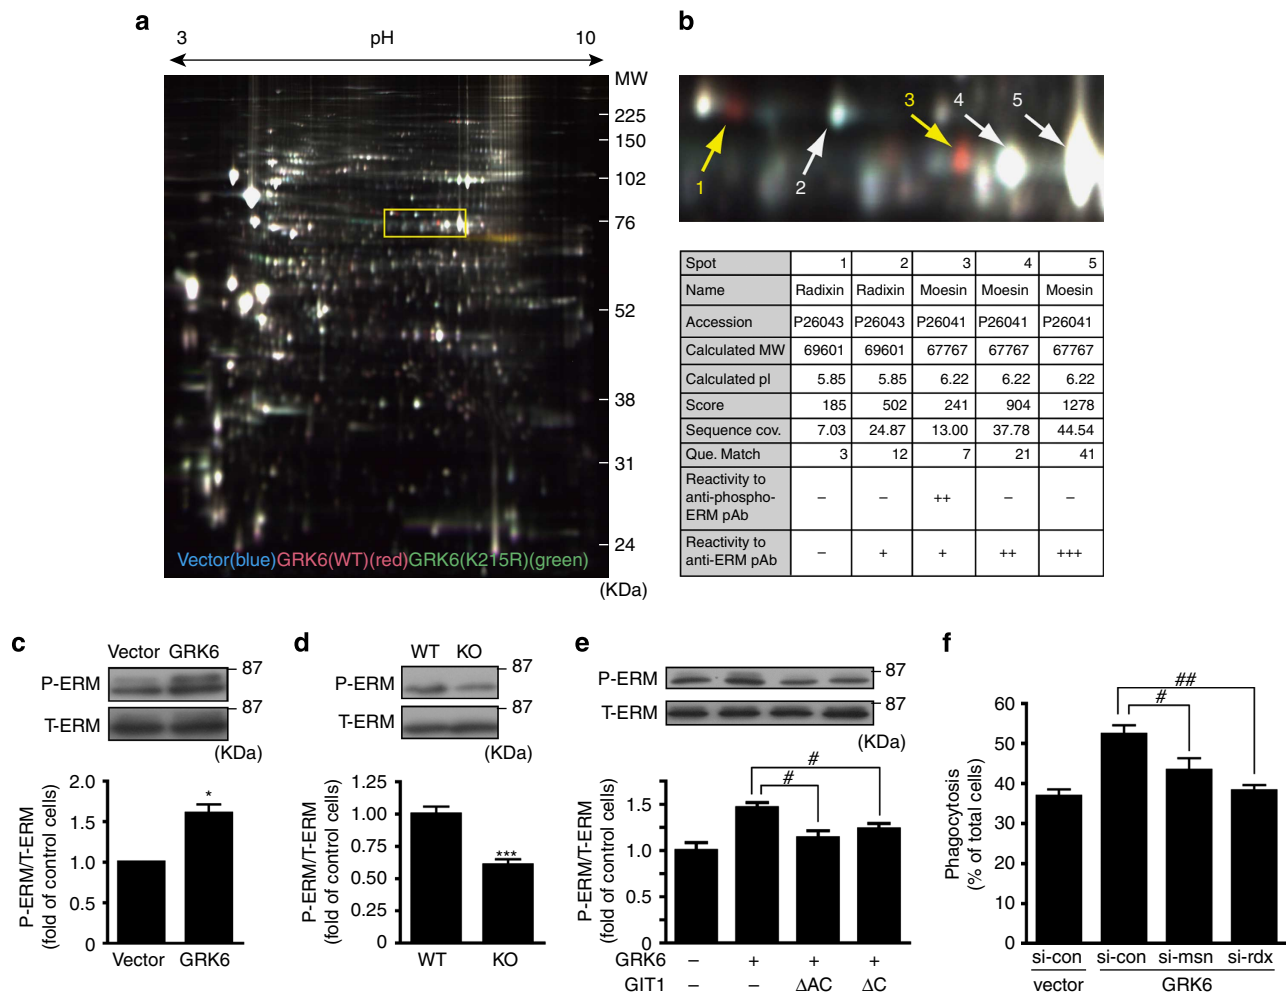 a
3 pH 10
MW
225
150
102
76
52
38
31
24
(KDa)
Vector(blue)GRK6(WT)(red)GRK6(K215R)(green)
b
1 2 3 4 5
Spot 1 2 3 4 5
Name Radixin Radixin Moesin Moesin Moesin
Accession P26043 P26043 P26041 P26041 P26041
Calculated MW 69601 69601 67767 67767 67767
Calculated pI 5.85 5.85 6.22 6.22 6.22
Score 185 502 241 904 1278
Sequence cov. 7.03 24.87 13.00 37.78 44.54
Que. Match 3 12 7 21 41
Reactivity to
anti-phospho-
ERM pAb
– – ++ – –
Reactivity to
anti-ERM pAb
– + + ++ +++
c
Vector GRK6
P-ERM
87
T-ERM
87
(KDa)
P-ERM/T-ERM
(fold of control cells)
2.0
1.5
1.0
0.5
0
*
Vector GRK6
d
WT KO
P-ERM
87
T-ERM
87
(KDa)
P-ERM/T-ERM
(fold of control cells)
1.25
1.00
0.75
0.50
0.25
0
***
WT KO
e
P-ERM
87
T-ERM
87
(KDa)
P-ERM/T-ERM
(fold of control cells)
1.5
1.0
0.5
0
#
#
GRK6 – + + +
GIT1 – – ΔAC ΔC
f
Phagocytosis
(% of total cells)
60
50
40
30
20
10
0
##
#
si-con si-con si-msn si-rdx
vector GRK6